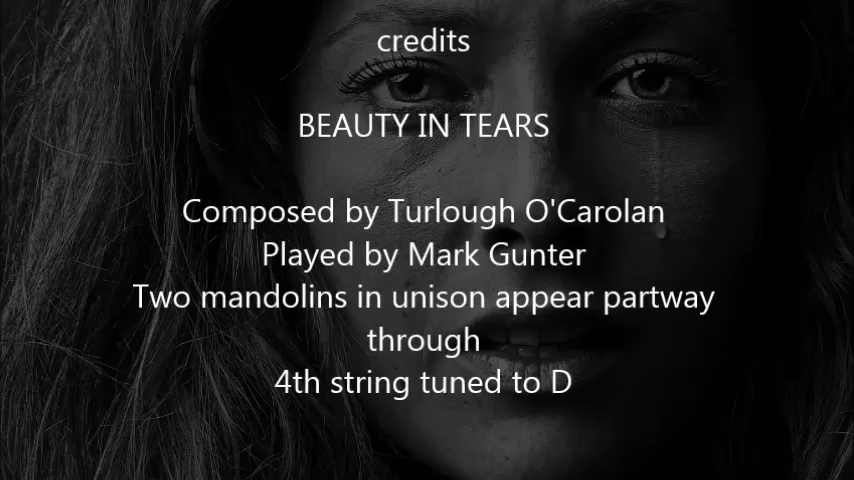 credits
BEAUTY IN TEARS
Composed by Turlough O'Carolan
Played by Mark Gunter
Two mandolins in unison appear partway
through
4th string tuned to D